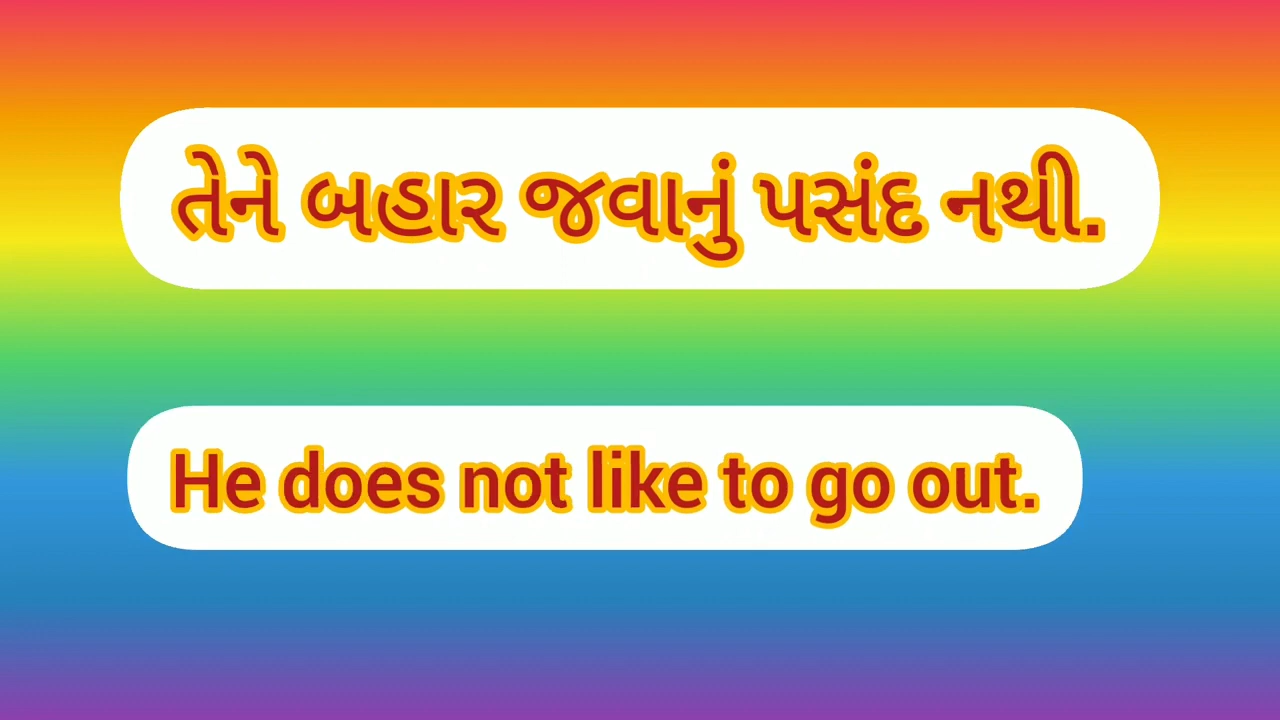 તેને બહાર જવાનું પસંદ નથી.
He does not like to go out.